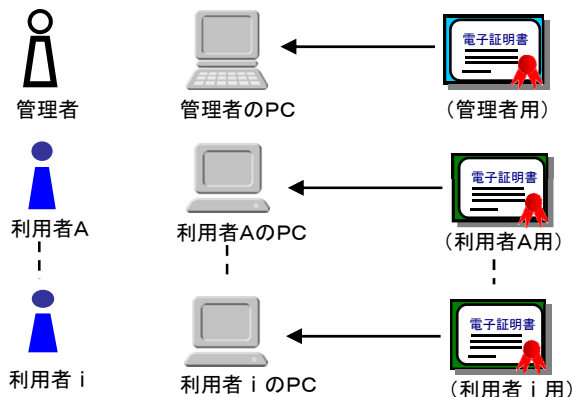 電子証明書
管理者
管理者のPC
（管理者用）
電子証明書
利用者A
利用者AのPC
（利用者A用）
電子証明書
利用者ｉ
利用者ｉのPC
（利用者ｉ用）